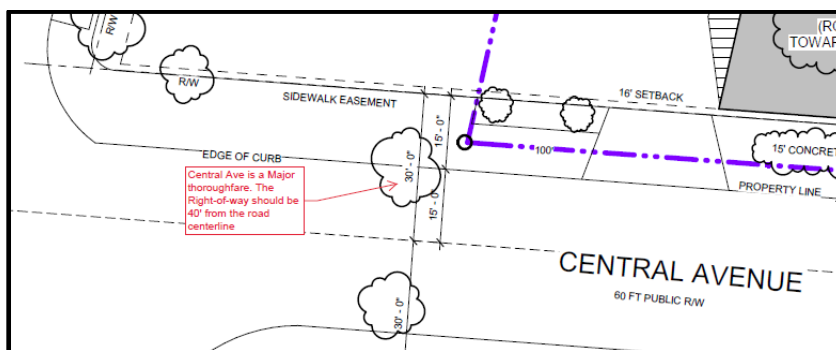 R/W
(RO
TOWAR
R/W
16' SETBACK
SIDEWALK EASEMENT
15' - 0"
30' - 0"
100'
15' CONCRET
EDGE OF CURB
Central Ave is a Major
thoroughfare. The
Right-of-way should be
40' from the road
centerline
15' - 0"
PROPERTY LINE
CENTRAL AVENUE
60 FT PUBLIC R/W
30' - 0"